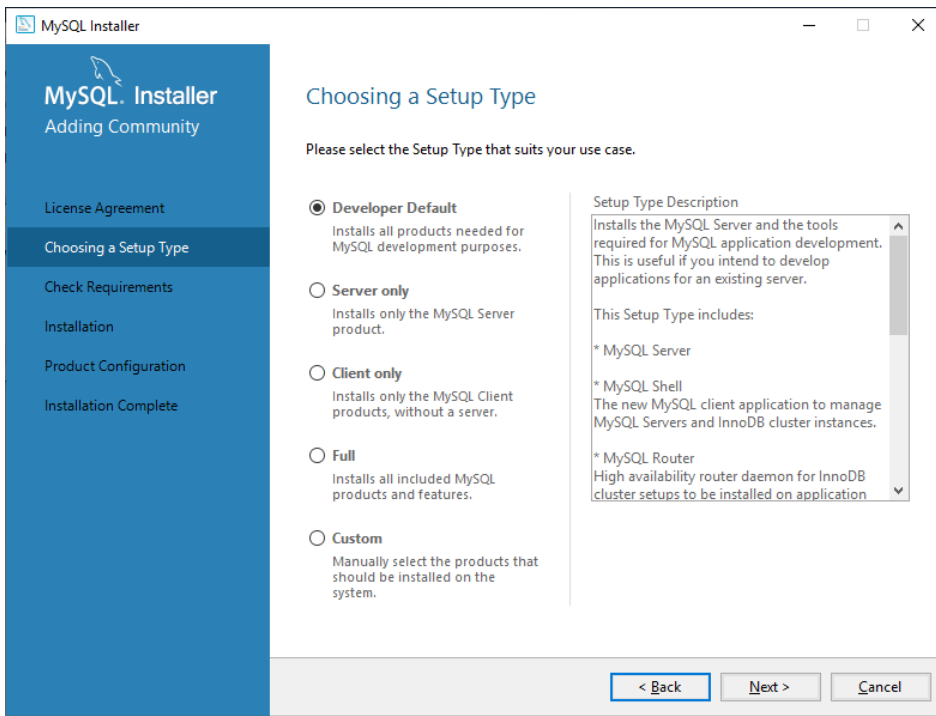 MySQL Installer
MySQL. Installer
Adding Community
License Agreement
Choosing a Setup Type
Check Requirements
Installation
Product Configuration
Installation Complete
Choosing a Setup Type
Please select the Setup Type that suits your use case.
Developer Default
Installs all products needed for
MySQL development purposes.
Server only
Installs only the MySQL Server
product.
Client only
Installs only the MySQL Client
products, without a server.
Full
Installs all included MySQL
products and features.
Custom
Manually select the products that
should be installed on the
system.
Setup Type Description
Installs the MySQL Server and the tools
required for MySQL application development.
This is useful if you intend to develop
applications for an existing server.
This Setup Type includes:
* MySQL Server
* MySQL Shell
The new MySQL client application to manage
MySQL Servers and InnoDB cluster instances.
* MySQL Router
High availability router daemon for InnoDB
cluster setups to be installed on application
< Back
Next >
Cancel